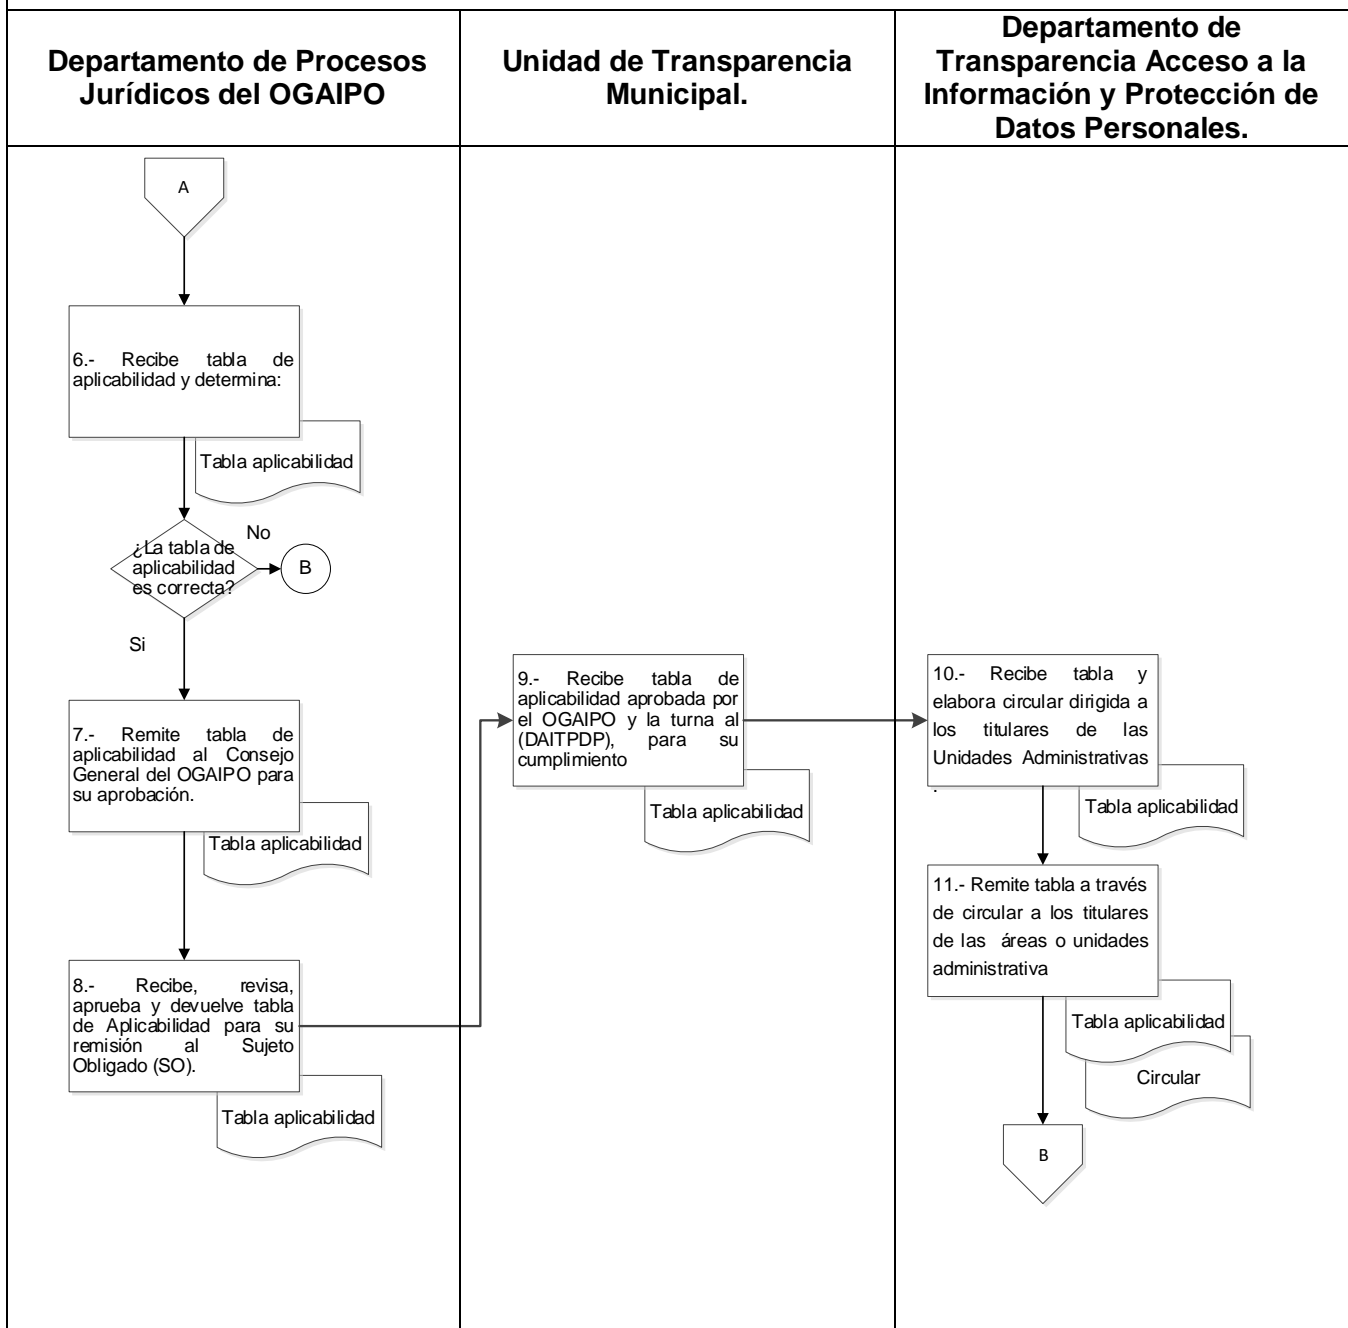 Departamento de Procesos
Jurídicos del OGAIPO
Unidad de Transparencia
Municipal.
Departamento de
Transparencia Acceso a la
Información y Protección de
Datos Personales.
A
6.- Recibe tabla de
aplicabilidad y determina:
Tabla aplicabilidad
¿La tabla de
aplicabilidad
es correcta?
No
B
Si
7.- Remite tabla de
aplicabilidad al Consejo
General del OGAIPO para
su aprobación.
Tabla aplicabilidad
8.- Recibe, revisa,
aprueba y devuelve tabla
de Aplicabilidad para su
remisión al Sujeto
Obligado (SO).
Tabla aplicabilidad
9.- Recibe tabla de
aplicabilidad aprobada por
el OGAIPO y la turna al
(DAITPDP), para su
cumplimiento
Tabla aplicabilidad
10.- Recibe tabla y
elabora circular dirigida a
los titulares de las
Unidades Administrativas
.
Tabla aplicabilidad
11.- Remite tabla a través
de circular a los titulares
de las áreas o unidades
administrativa
Tabla aplicabilidad
Circular
B